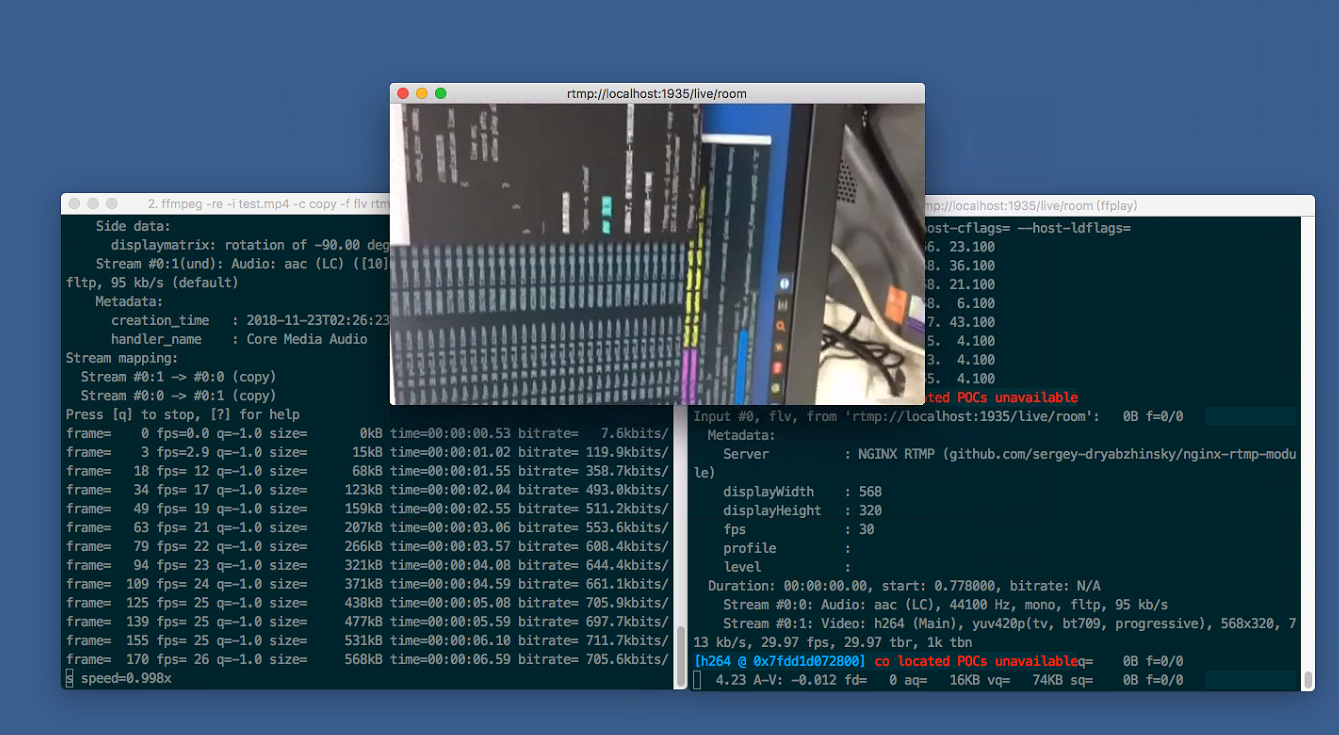 rtmp://localhost:1935/live/room
2. ffmpeg -re -i test.mp4 -c copy -f flv rtm
Side data:
displaymatrix: rotation of -90.00 deg
Stream #0:1(und): Audio: aac (LC) ([10]
fltp, 95 kb/s (default)
Metadata:
creation_time : 2018-11-23T02:26:23
handler_name : Core Media Audio
Stream mapping:
Stream #0:1 -> #0:0 (copy)
Stream #0:0 -> #0:1 (copy)
Press [q] to stop, [?] for help
frame= 0 fps=0.0 q=-1.0 size= 0kB time=00:00:00.53 bitrate= 7.6kbits/
frame= 3 fps=2.9 q=-1.0 size= 15kB time=00:00:01.02 bitrate= 119.9kbits/
frame= 18 fps= 12 q=-1.0 size= 68kB time=00:00:01.55 bitrate= 358.7kbits/
frame= 34 fps= 17 q=-1.0 size= 123kB time=00:00:02.04 bitrate= 493.0kbits/
frame= 49 fps= 19 q=-1.0 size= 159kB time=00:00:02.55 bitrate= 511.2kbits/
frame= 63 fps= 21 q=-1.0 size= 207kB time=00:00:03.06 bitrate= 553.6kbits/
frame= 79 fps= 22 q=-1.0 size= 266kB time=00:00:03.57 bitrate= 608.4kbits/
frame= 94 fps= 23 q=-1.0 size= 321kB time=00:00:04.08 bitrate= 644.4kbits/
frame= 109 fps= 24 q=-1.0 size= 371kB time=00:00:04.59 bitrate= 661.1kbits/
frame= 125 fps= 25 q=-1.0 size= 438kB time=00:00:05.08 bitrate= 705.9kbits/
frame= 139 fps= 25 q=-1.0 size= 477kB time=00:00:05.59 bitrate= 697.7kbits/
frame= 155 fps= 25 q=-1.0 size= 531kB time=00:00:06.10 bitrate= 711.7kbits/
frame= 170 fps= 26 q=-1.0 size= 568kB time=00:00:06.59 bitrate= 705.6kbits/
s speed=0.998x
mp://localhost:1935/live/room (ffplay)
ost-cflags= --host-ldflags=
6. 23.100
8. 36.100
8. 21.100
8. 6.100
7. 43.100
5. 4.100
3. 4.100
5. 4.100
ated POCs unavailable
Input #0, flv, from 'rtmp://localhost:1935/live/room': 0B f=0/0
Metadata:
Server : NGINX RTMP (github.com/sergey-dryabzhinsky/nginx-rtmp-modu
le)
displayWidth : 568
displayHeight : 320
fps : 30
profile :
level :
Duration: 00:00:00.00, start: 0.778000, bitrate: N/A
Stream #0:0: Audio: aac (LC), 44100 Hz, mono, fltp, 95 kb/s
Stream #0:1: Video: h264 (Main), yuv420p(tv, bt709, progressive), 568x320, 7
13 kb/s, 29.97 fps, 29.97 tbr, 1k tbn
[h264 @ 0x7fdd1d072800] co located POCs unavailableq= 0B f=0/0
4.23 A-V: -0.012 fd= 0 aq= 16KB vq= 74KB sq= 0B f=0/0